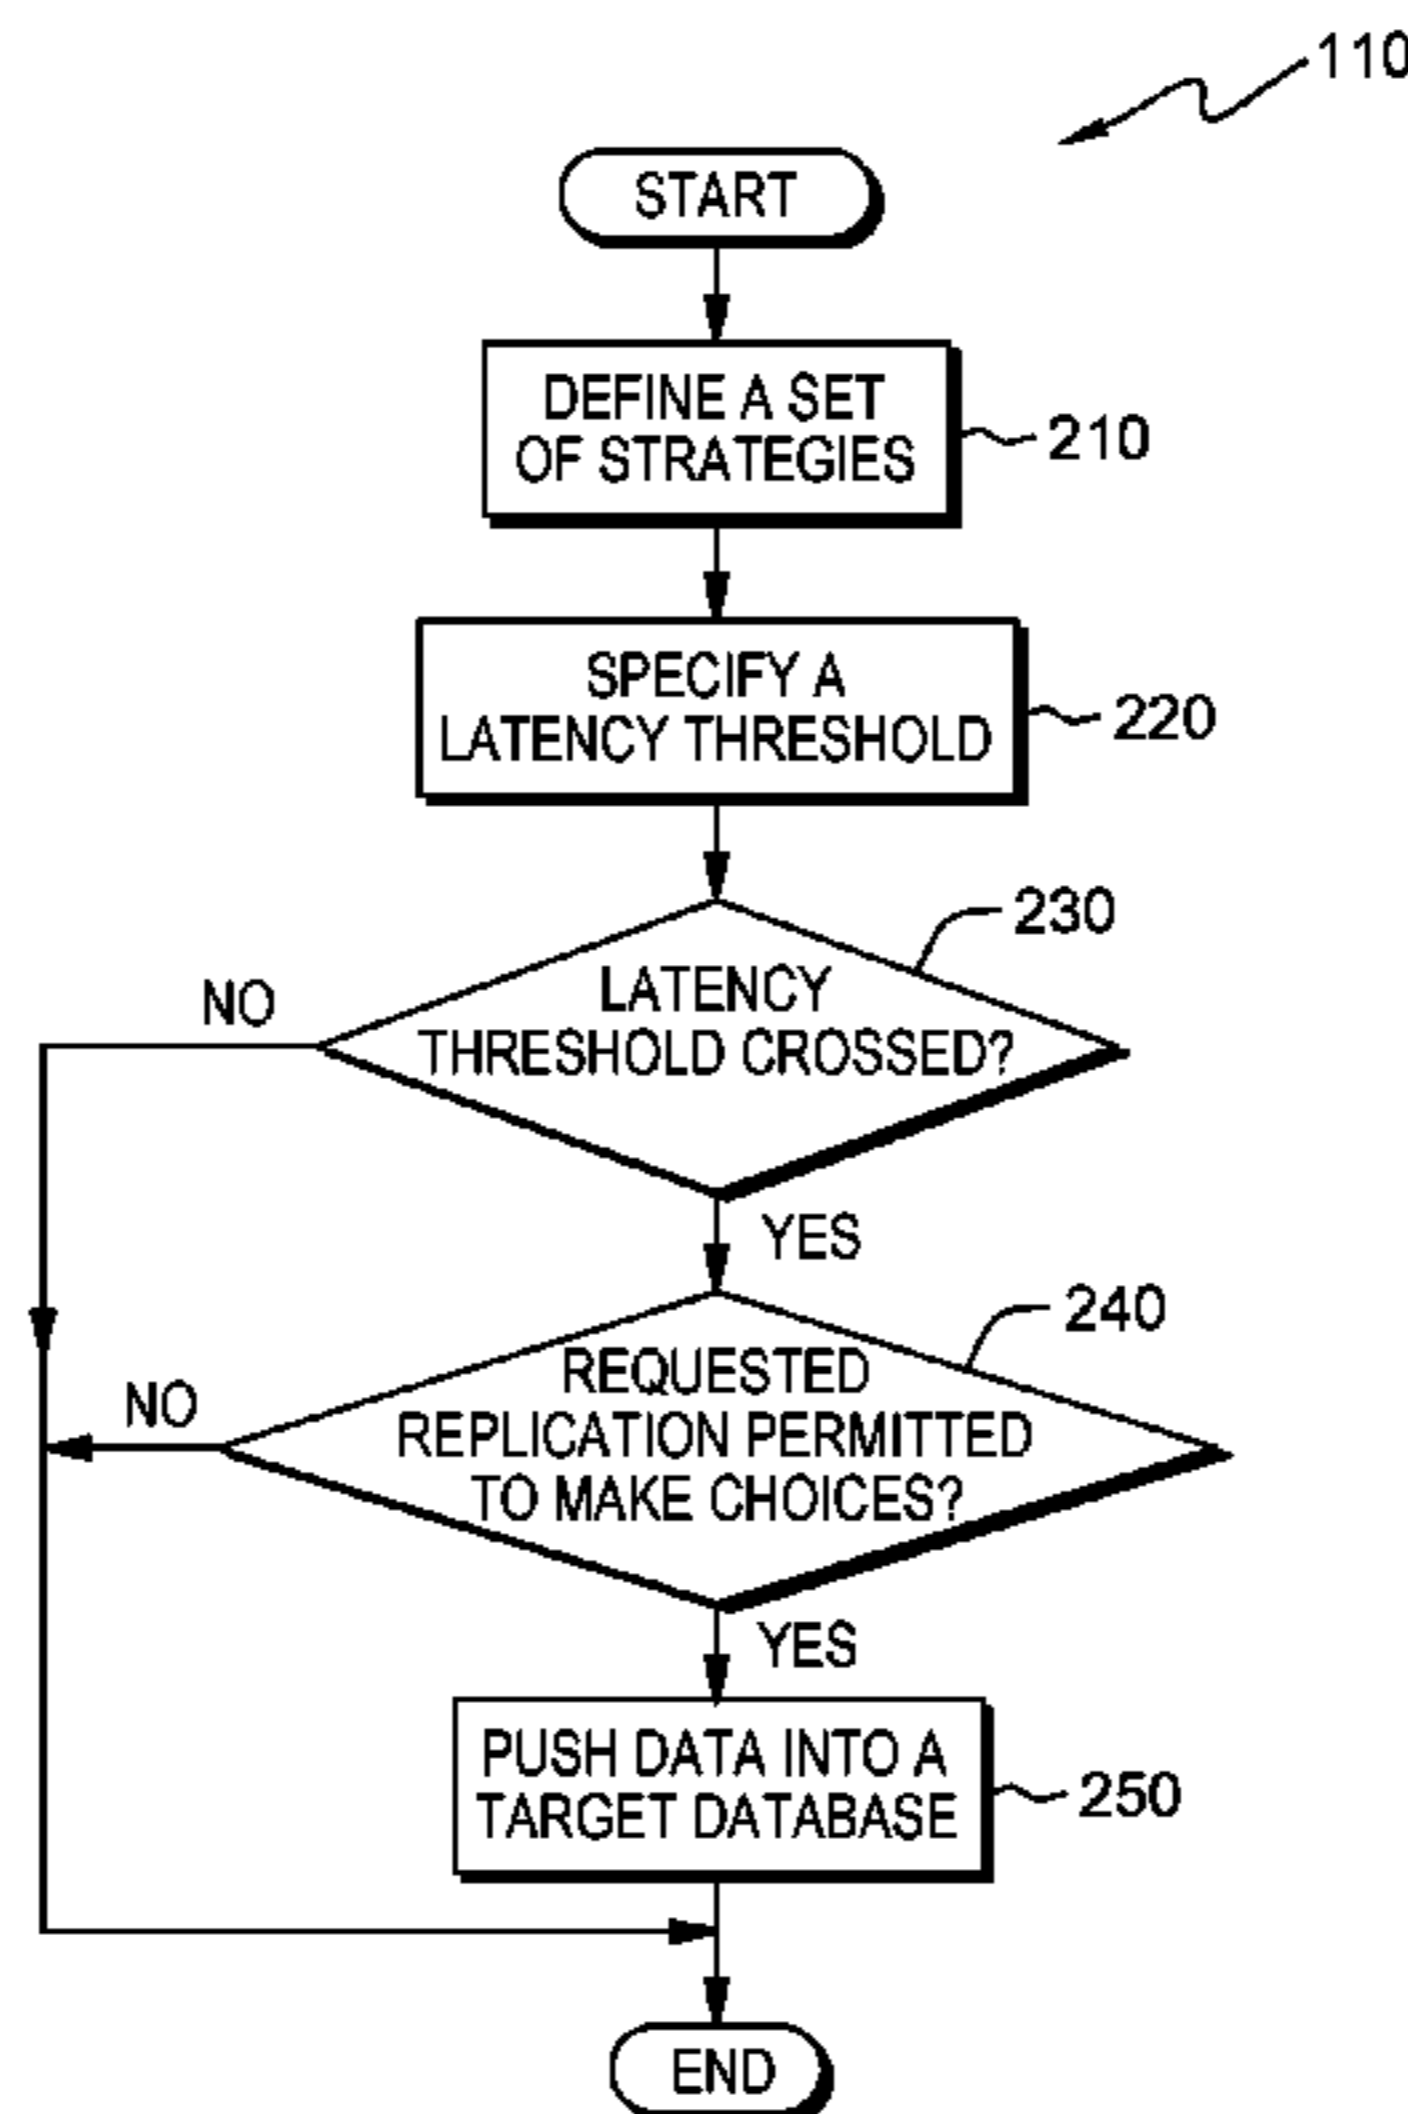 110
START
DEFINE A SET
OF STRATEGIES
210
SPECIFY A
LATENCY THRESHOLD
220
230
LATENCY
THRESHOLD CROSSED?
NO
YES
240
REQUESTED
REPLICATION PERMITTED
TO MAKE CHOICES?
NO
YES
PUSH DATA INTO A
TARGET DATABASE
250
END